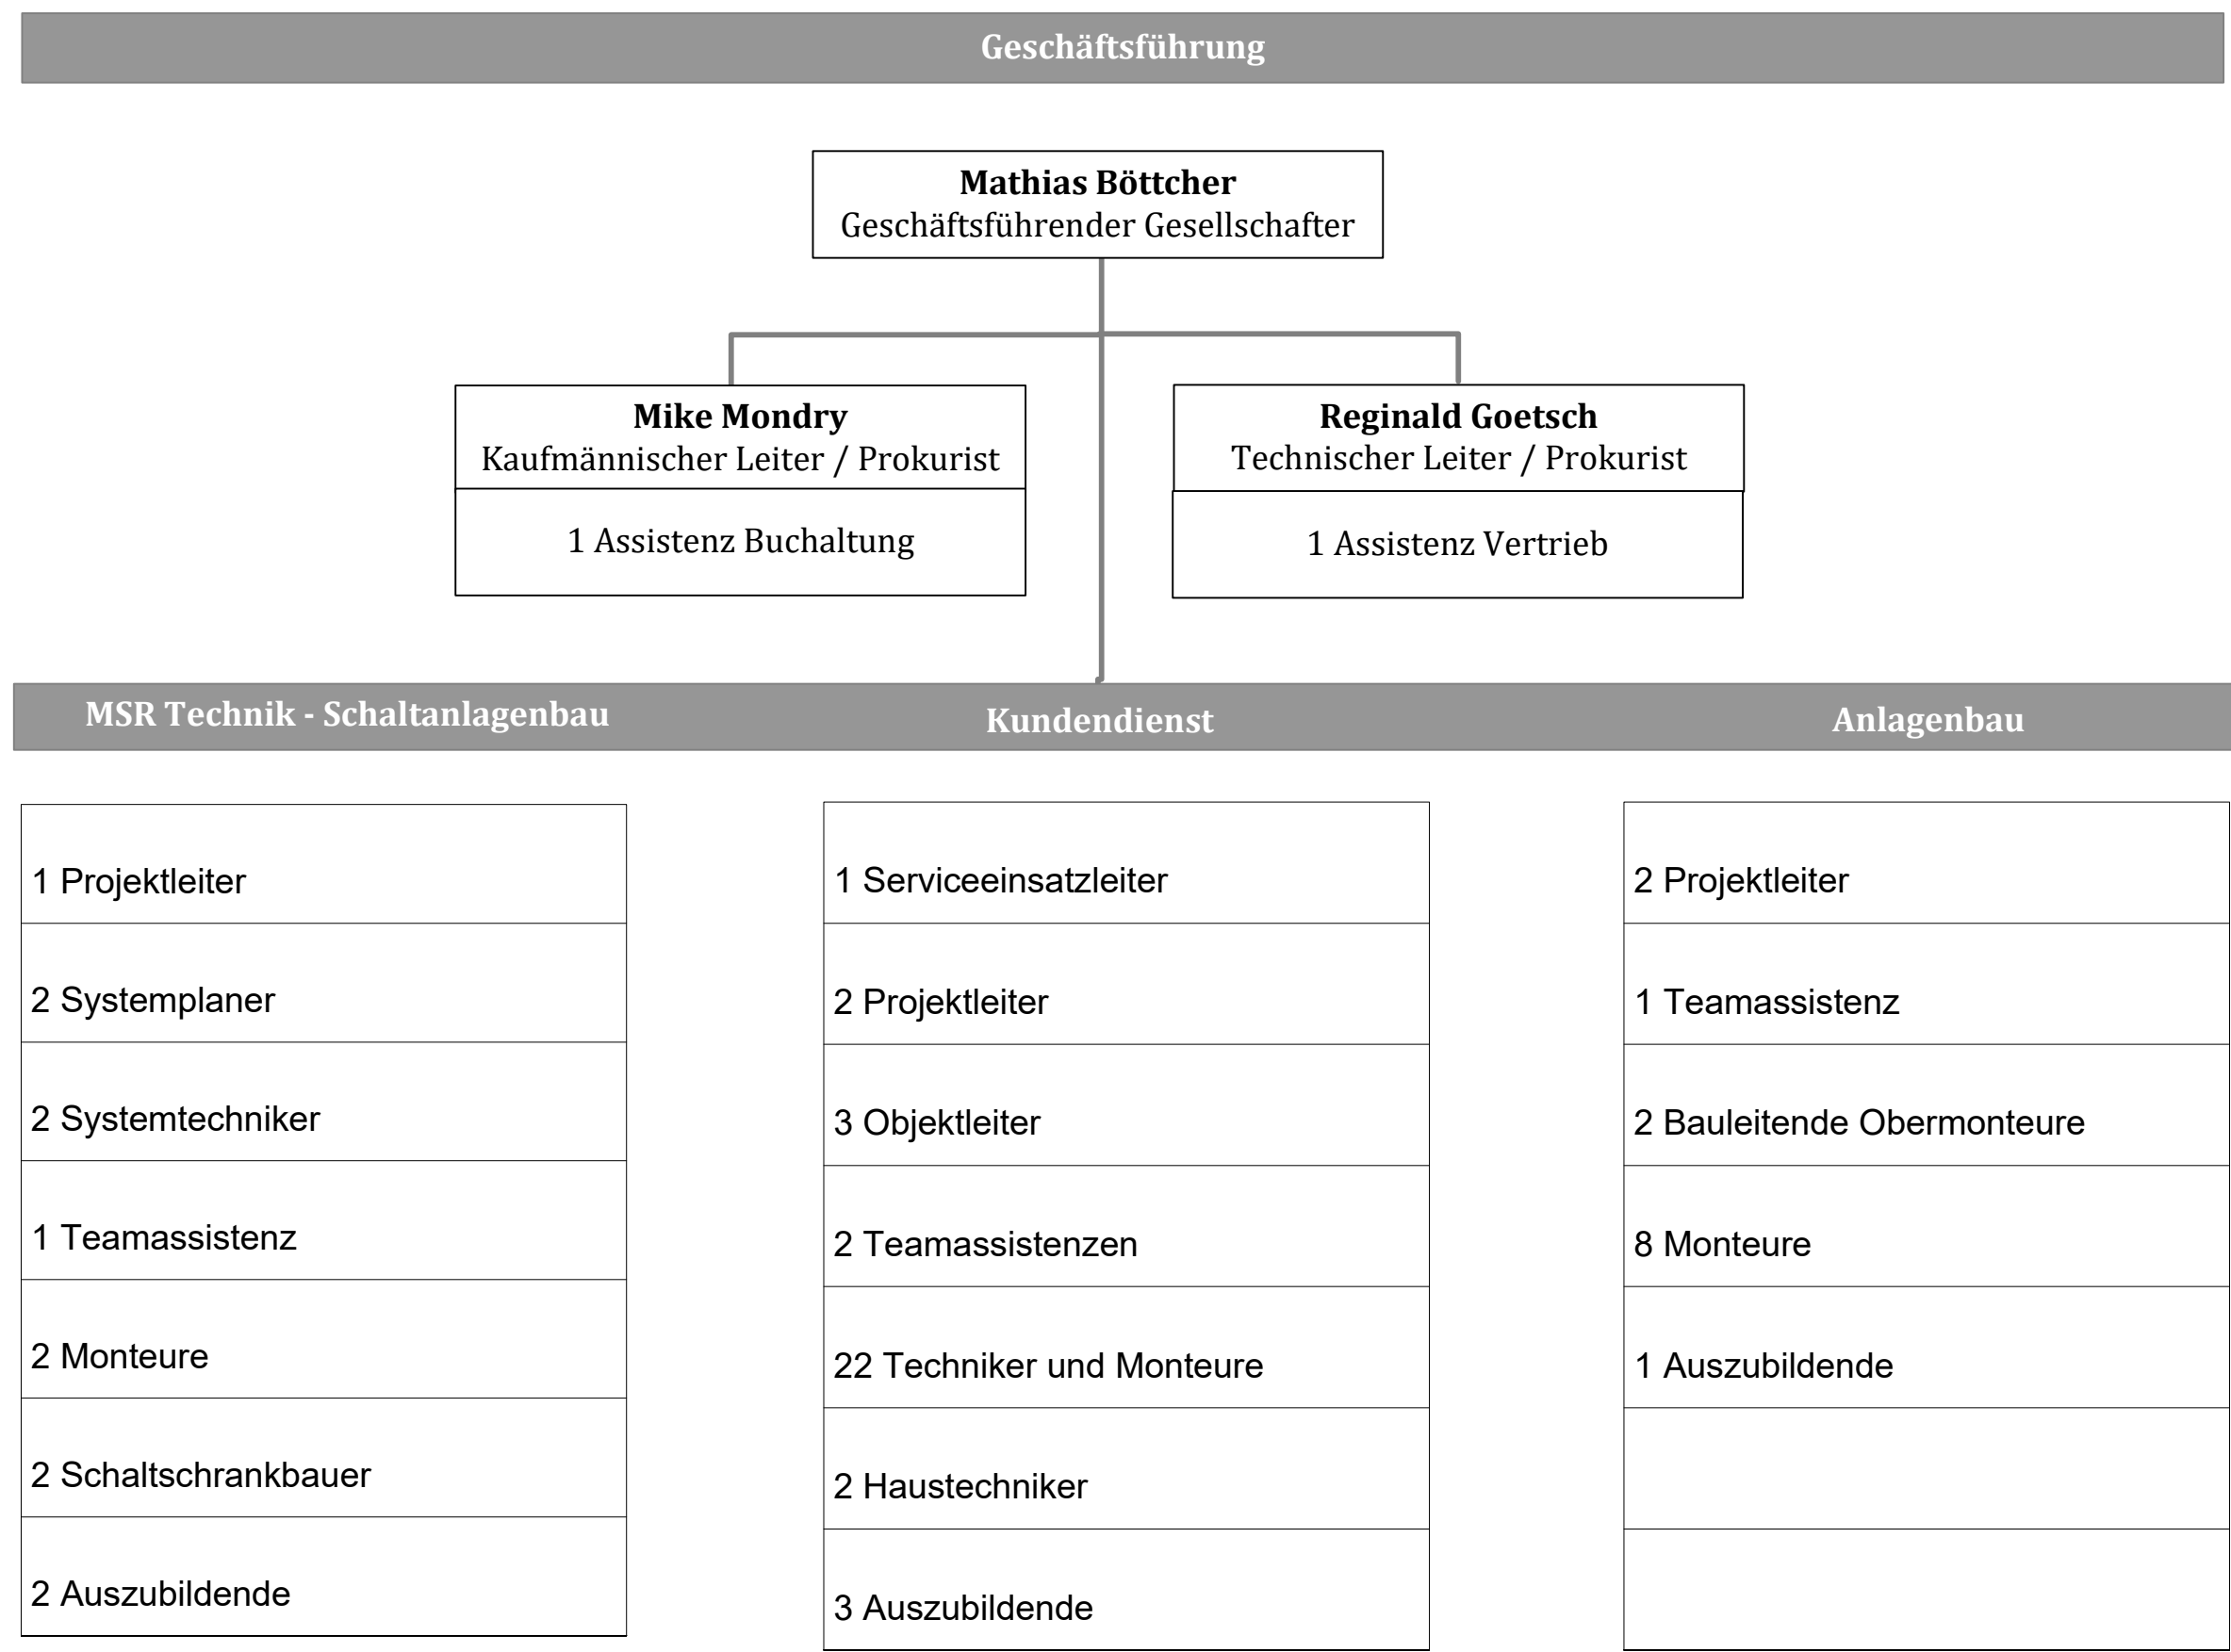 Geschäftsführung
Mathias Böttcher
Geschäftsführender Gesellschafter
Mike Mondry
Kaufmännischer Leiter / Prokurist
1 Assistenz Buchaltung
Reginald Goetsch
Technischer Leiter / Prokurist
1 Assistenz Vertrieb
MSR Technik - Schaltanlagenbau
1 Projektleiter
2 Systemplaner
2 Systemtechniker
1 Teamassistenz
2 Monteure
2 Schaltschrankbauer
2 Auszubildende
Kundendienst
1 Serviceeinsatzleiter
2 Projektleiter
3 Objektleiter
2 Teamassistenzen
22 Techniker und Monteure
2 Haustechniker
3 Auszubildende
Anlagenbau
2 Projektleiter
1 Teamassistenz
2 Bauleitende Obermonteure
8 Monteure
1 Auszubildende